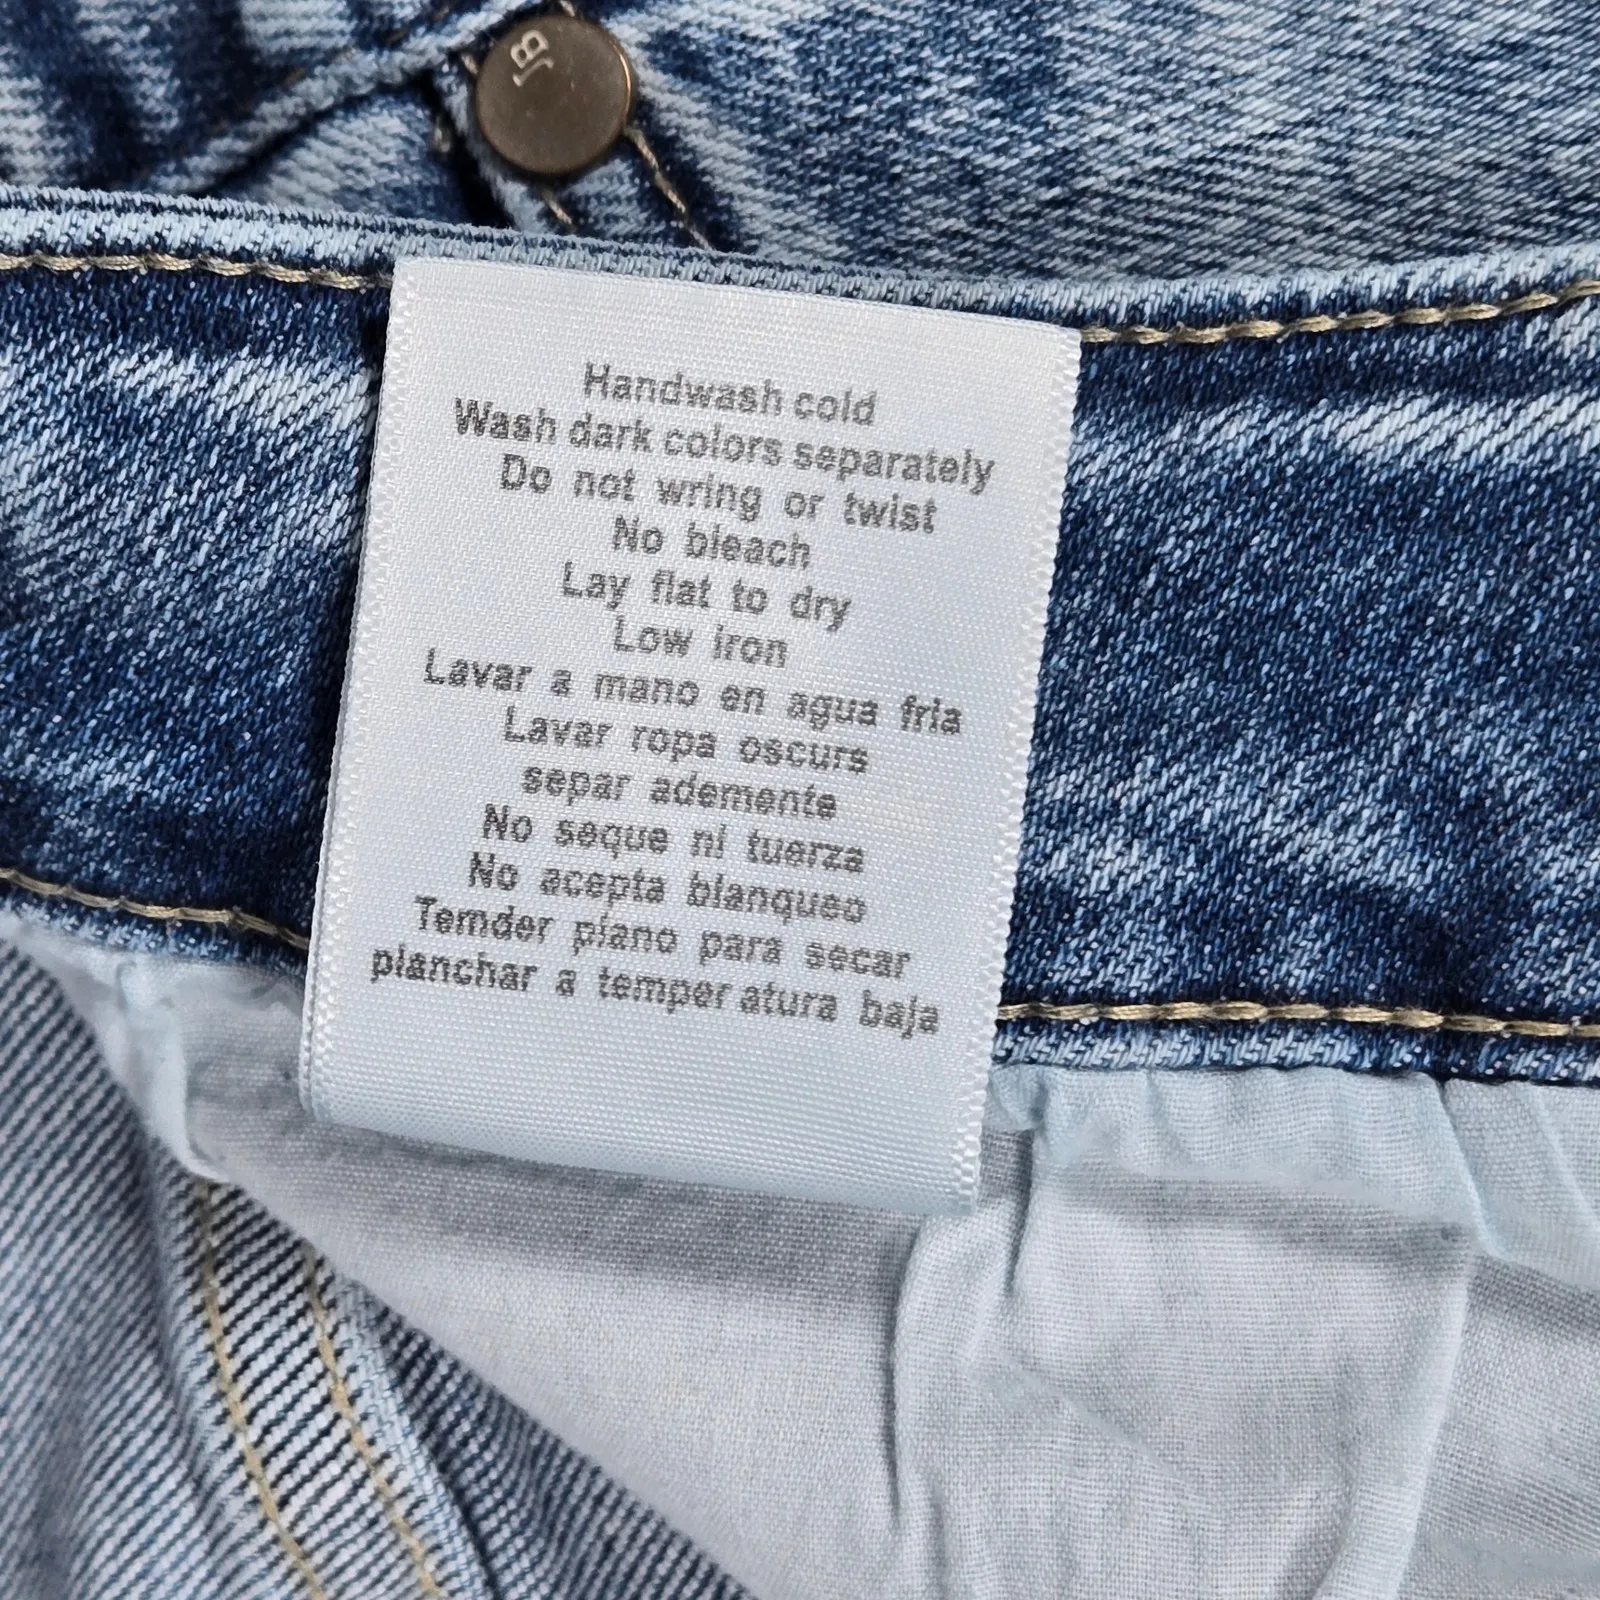 JB
Handwash cold
Wash dark colors separately
Do not wring or twist
No bleach
Lay flat to dry
Low iron
Lavar a mano en agua fria
Lavar ropa oscurs
separ ademente
No seque ni tuerza
No acepta blanqueo
Temder plano para secar
planchar a temper atura baja